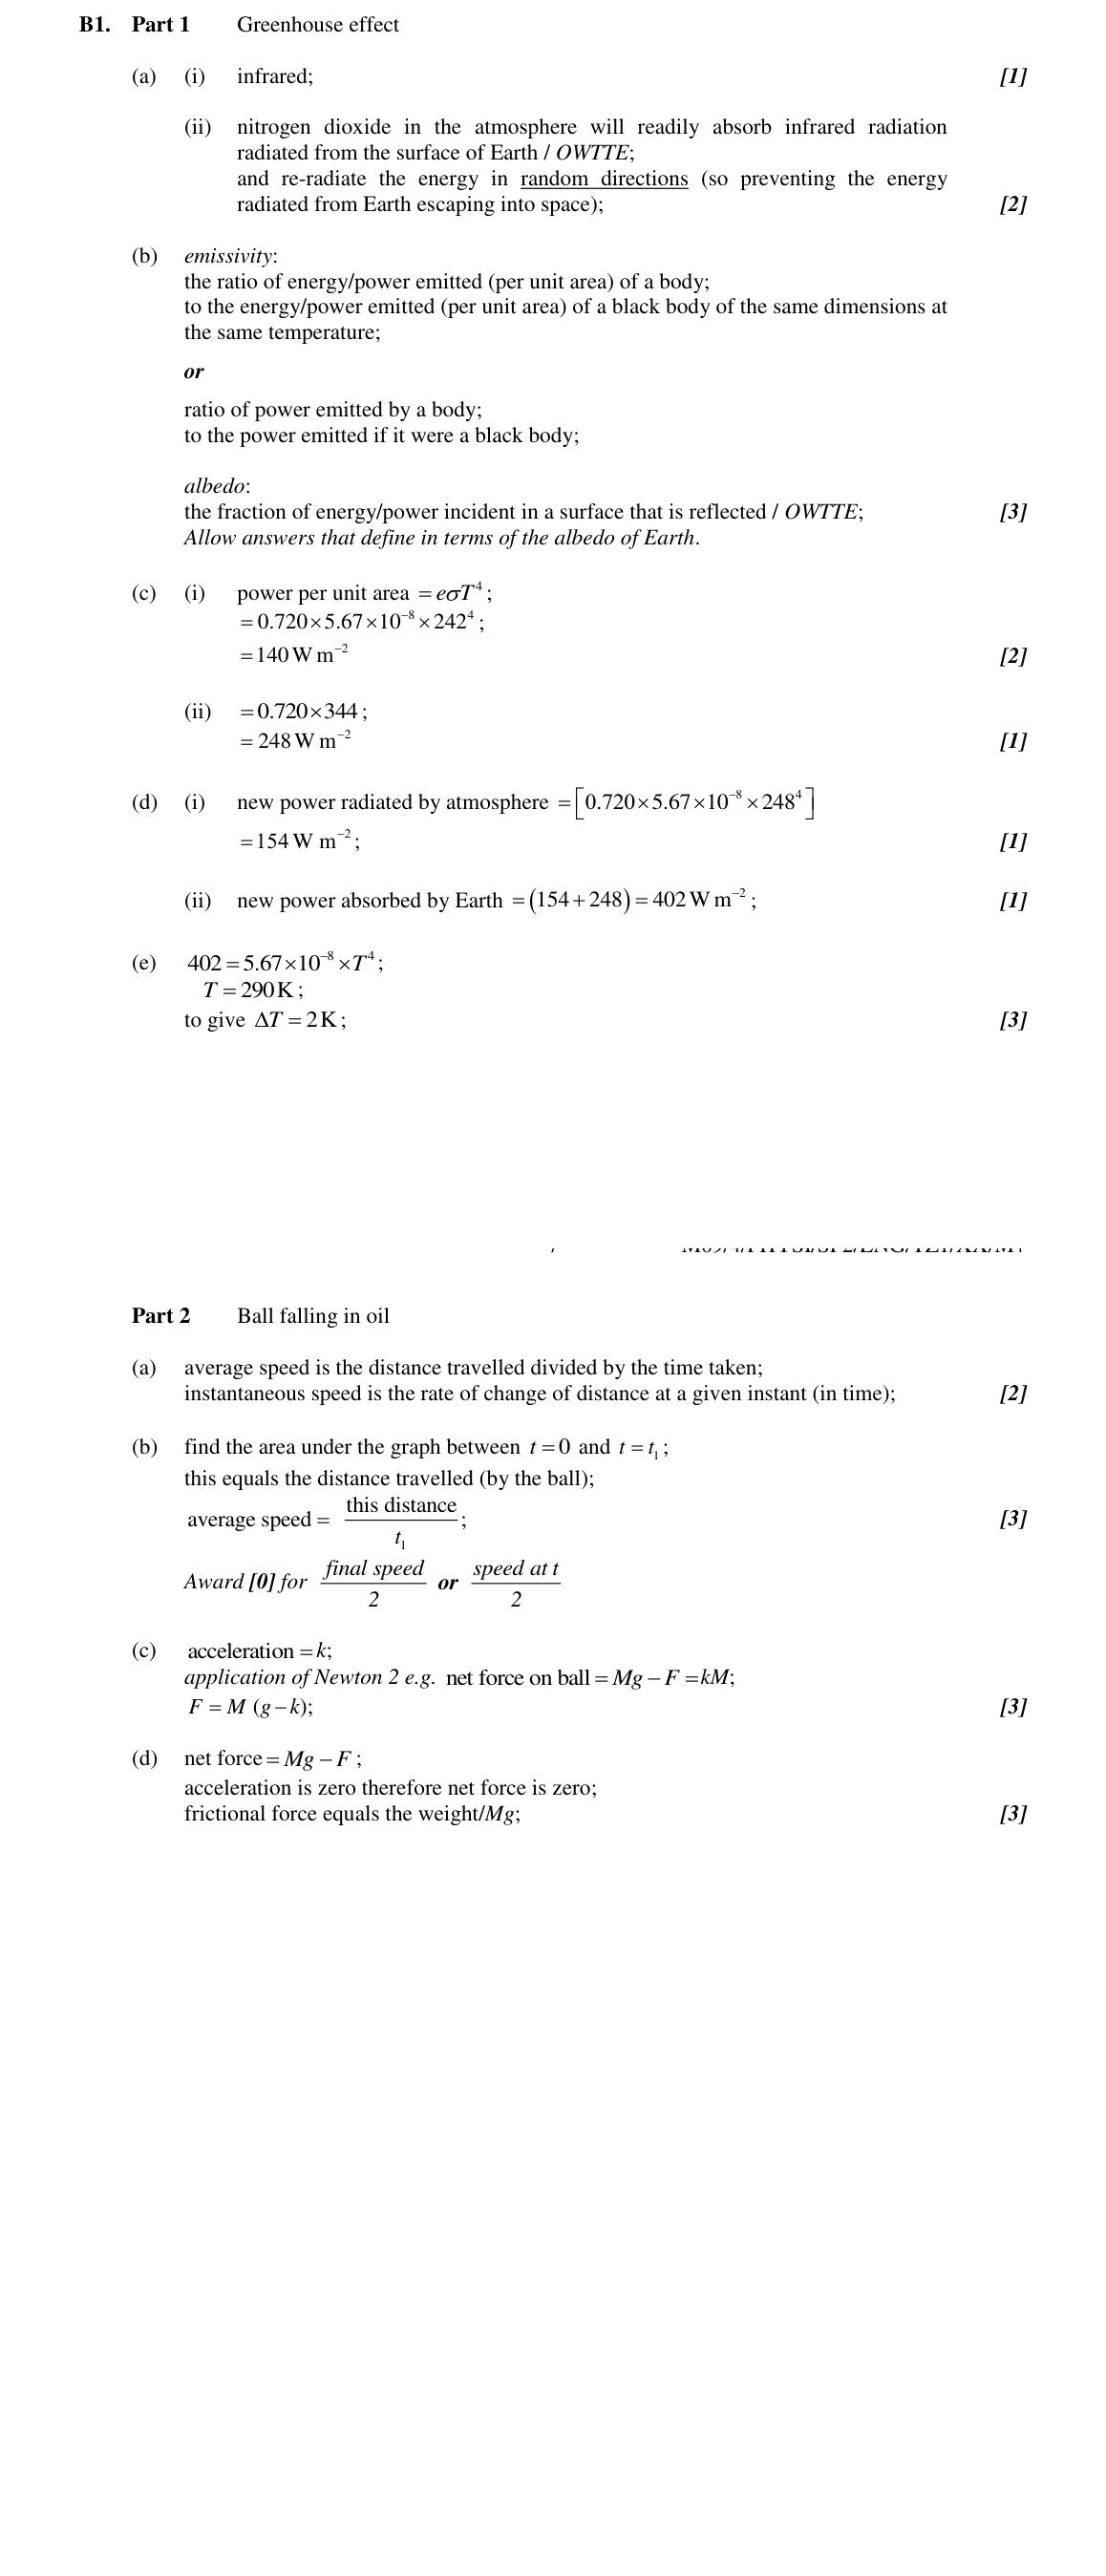 B1. Part 1 Greenhouse effect
(a) (i) infrared; [1]
(ii) nitrogen dioxide in the atmosphere will readily absorb infrared radiation
radiated from the surface of Earth / OWTTE;
and re-radiate the energy in random directions (so preventing the energy
radiated from Earth escaping into space); [2]
(b) emissivity:
the ratio of energy/power emitted (per unit area) of a body;
to the energy/power emitted (per unit area) of a black body of the same dimensions at
the same temperature;
or
ratio of power emitted by a body;
to the power emitted if it were a black body;
albedo:
the fraction of energy/power incident in a surface that is reflected / OWTTE; [3]
Allow answers that define in terms of the albedo of Earth.
(c) (i) power per unit area = eσT⁴;
= 0.720×5.67×10⁻⁸×242⁴;
= 140 W m⁻² [2]
(ii) = 0.720×344;
= 248 W m⁻² [1]
(d) (i) new power radiated by atmosphere = [0.720×5.67×10⁻⁸×248⁴]
= 154 W m⁻²; [1]
(ii) new power absorbed by Earth = (154+248) = 402 W m⁻²; [1]
(e) 402 = 5.67×10⁻⁸×T⁴;
T = 290 K;
to give ΔT = 2 K; [3]
Part 2 Ball falling in oil
(a) average speed is the distance travelled divided by the time taken;
instantaneous speed is the rate of change of distance at a given instant (in time); [2]
(b) find the area under the graph between t = 0 and t = t₁;
this equals the distance travelled (by the ball);
average speed = this distance / t₁; [3]
Award [0] for final speed / 2 or speed at t / 2
(c) acceleration = k;
application of Newton 2 e.g. net force on ball = Mg − F = kM;
F = M (g − k); [3]
(d) net force = Mg − F;
acceleration is zero therefore net force is zero;
frictional force equals the weight/Mg; [3]